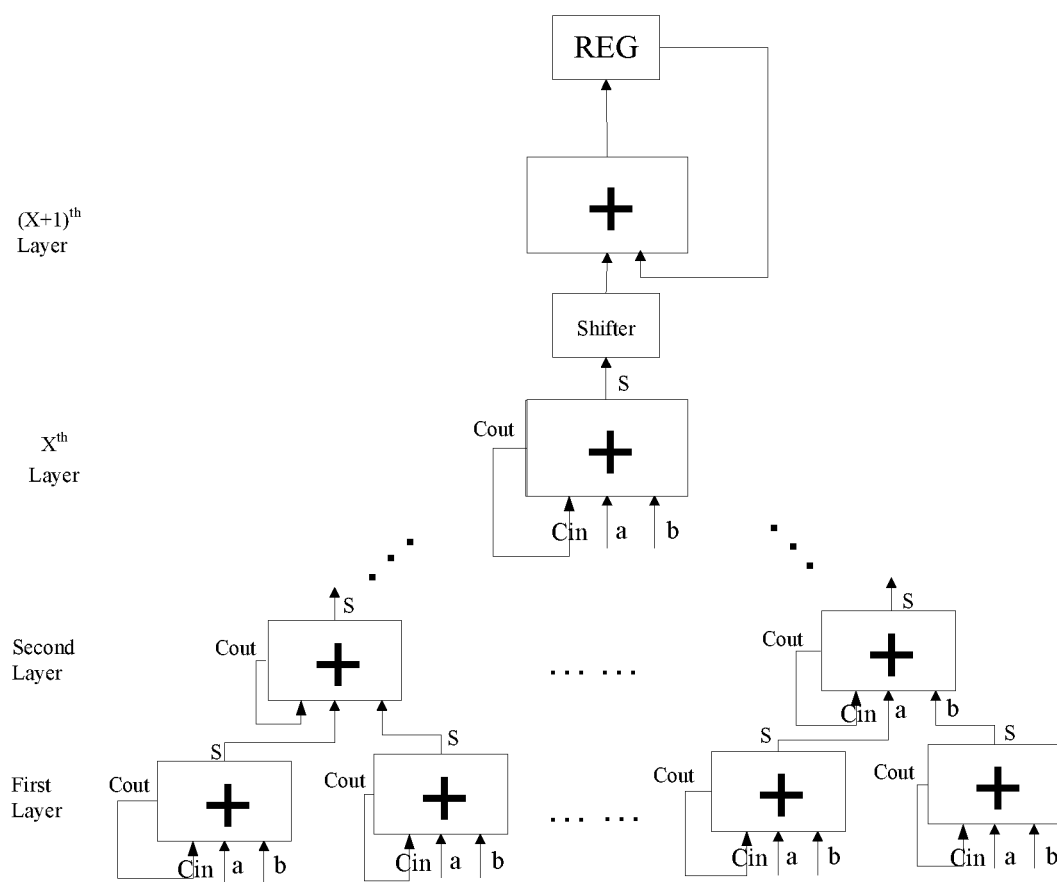 REG
(X+1)th
Layer
Shifter
S
Cout
Xth
Layer
Cin a b
S
S
Second
Layer
Cout
Cout
Cin a b
S
S
S
S
First
Layer
Cout
Cout
Cout
Cout
Cin a b
Cin a b
Cin a b
Cin a b